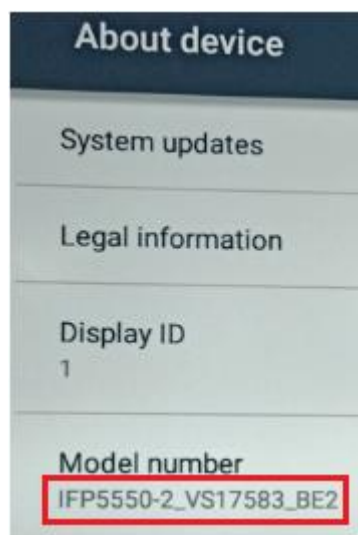 About device
System updates
Legal information
Display ID
1
Model number
IFP5550-2_VS17583_BE2